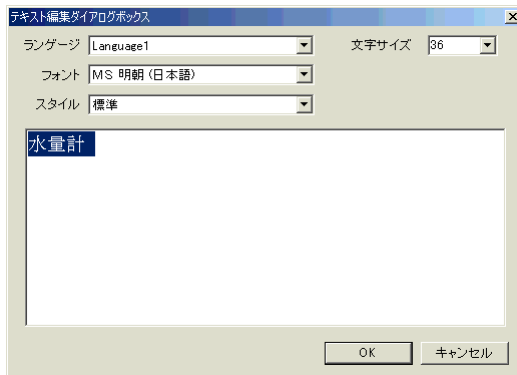 テキスト編集ダイアログボックス
ランゲージ Language1 文字サイズ 36
フォント MS 明朝 (日本語)
スタイル 標準
水量計
OK キャンセル